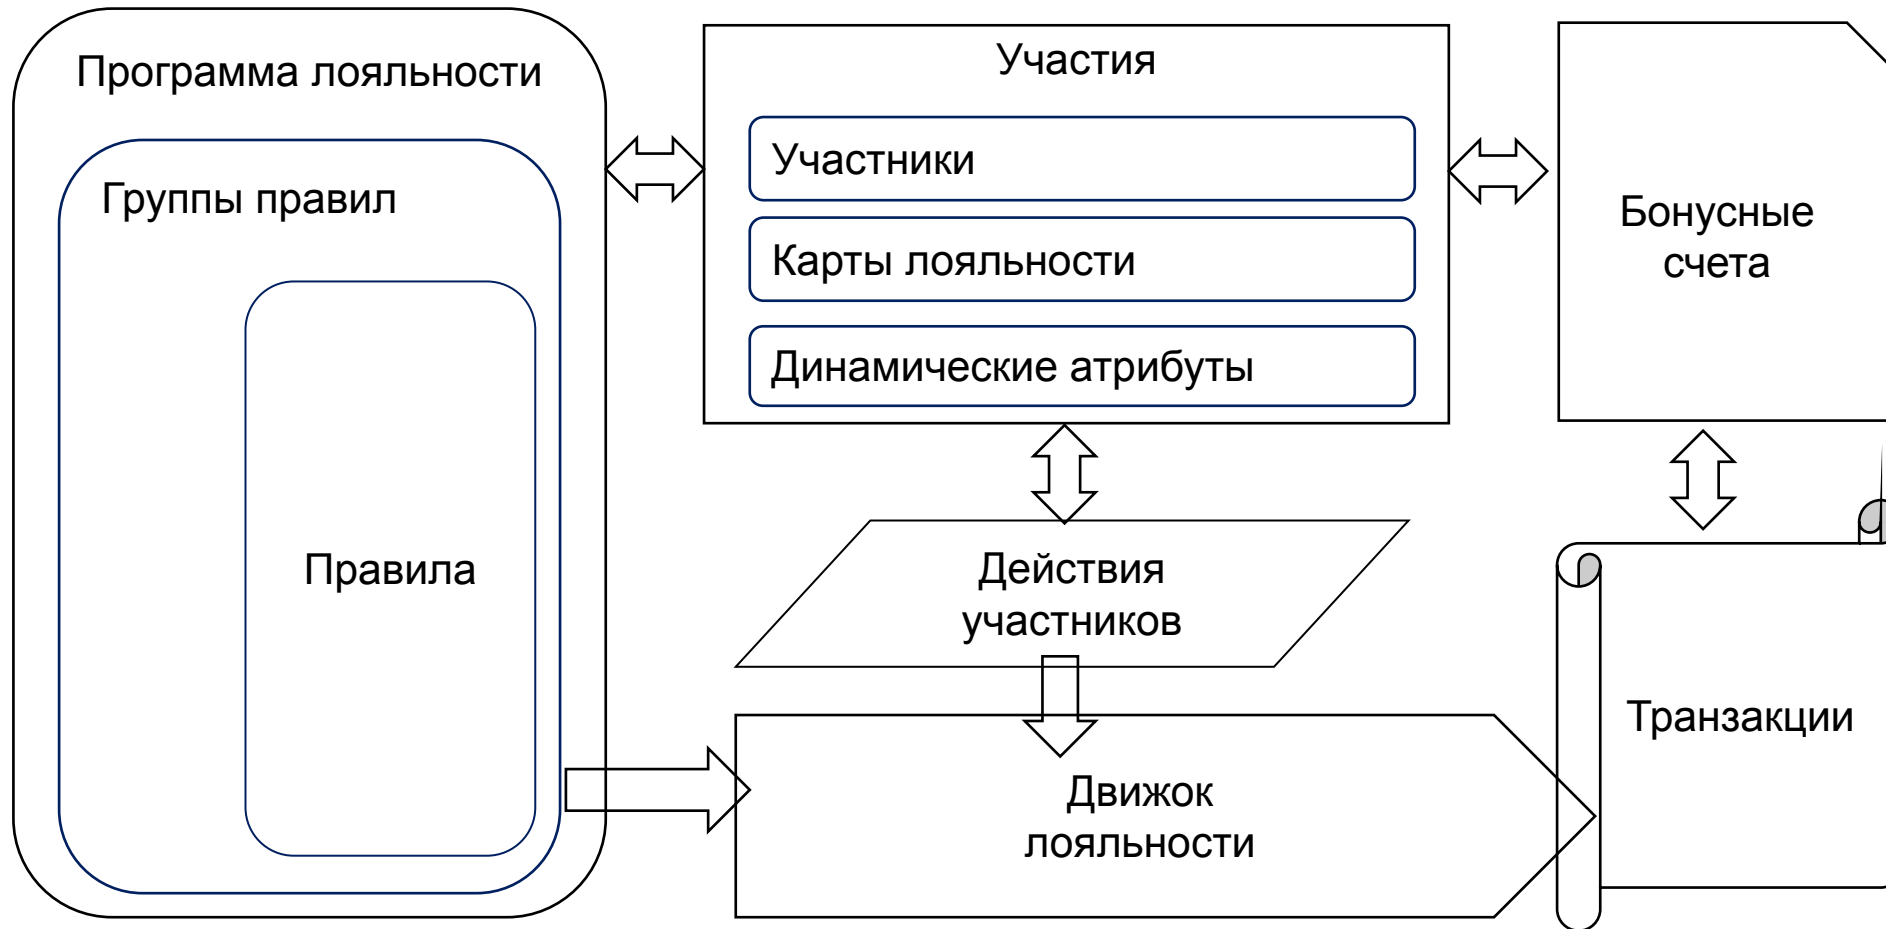 Программа лояльности
Группы правил
Правила
Участия
Участники
Карты лояльности
Динамические атрибуты
Действия
участников
Движок
лояльности
Бонусные
счета
Транзакции